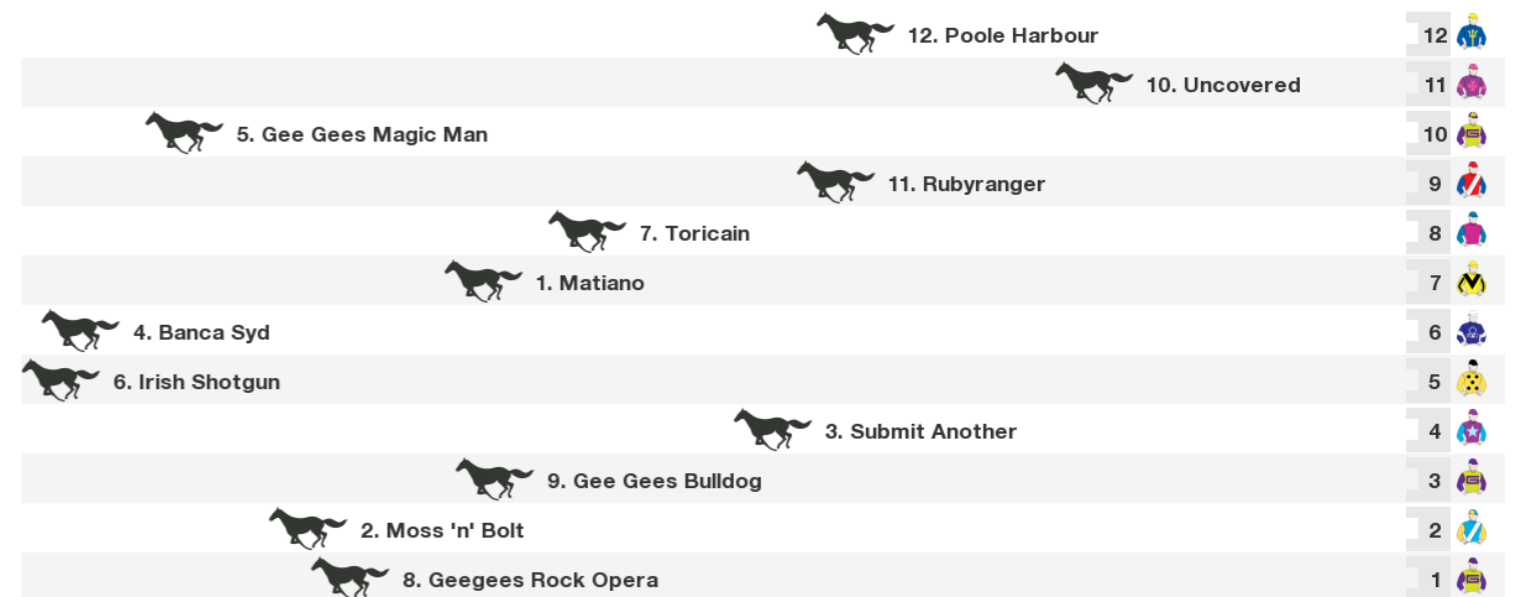 12. Poole Harbour 12
10. Uncovered 11
5. Gee Gees Magic Man 10
11. Rubyranger 9
7. Toricain 8
1. Matiano 7
4. Banca Syd 6
6. Irish Shotgun 5
3. Submit Another 4
9. Gee Gees Bulldog 3
2. Moss 'n' Bolt 2
8. Geegees Rock Opera 1